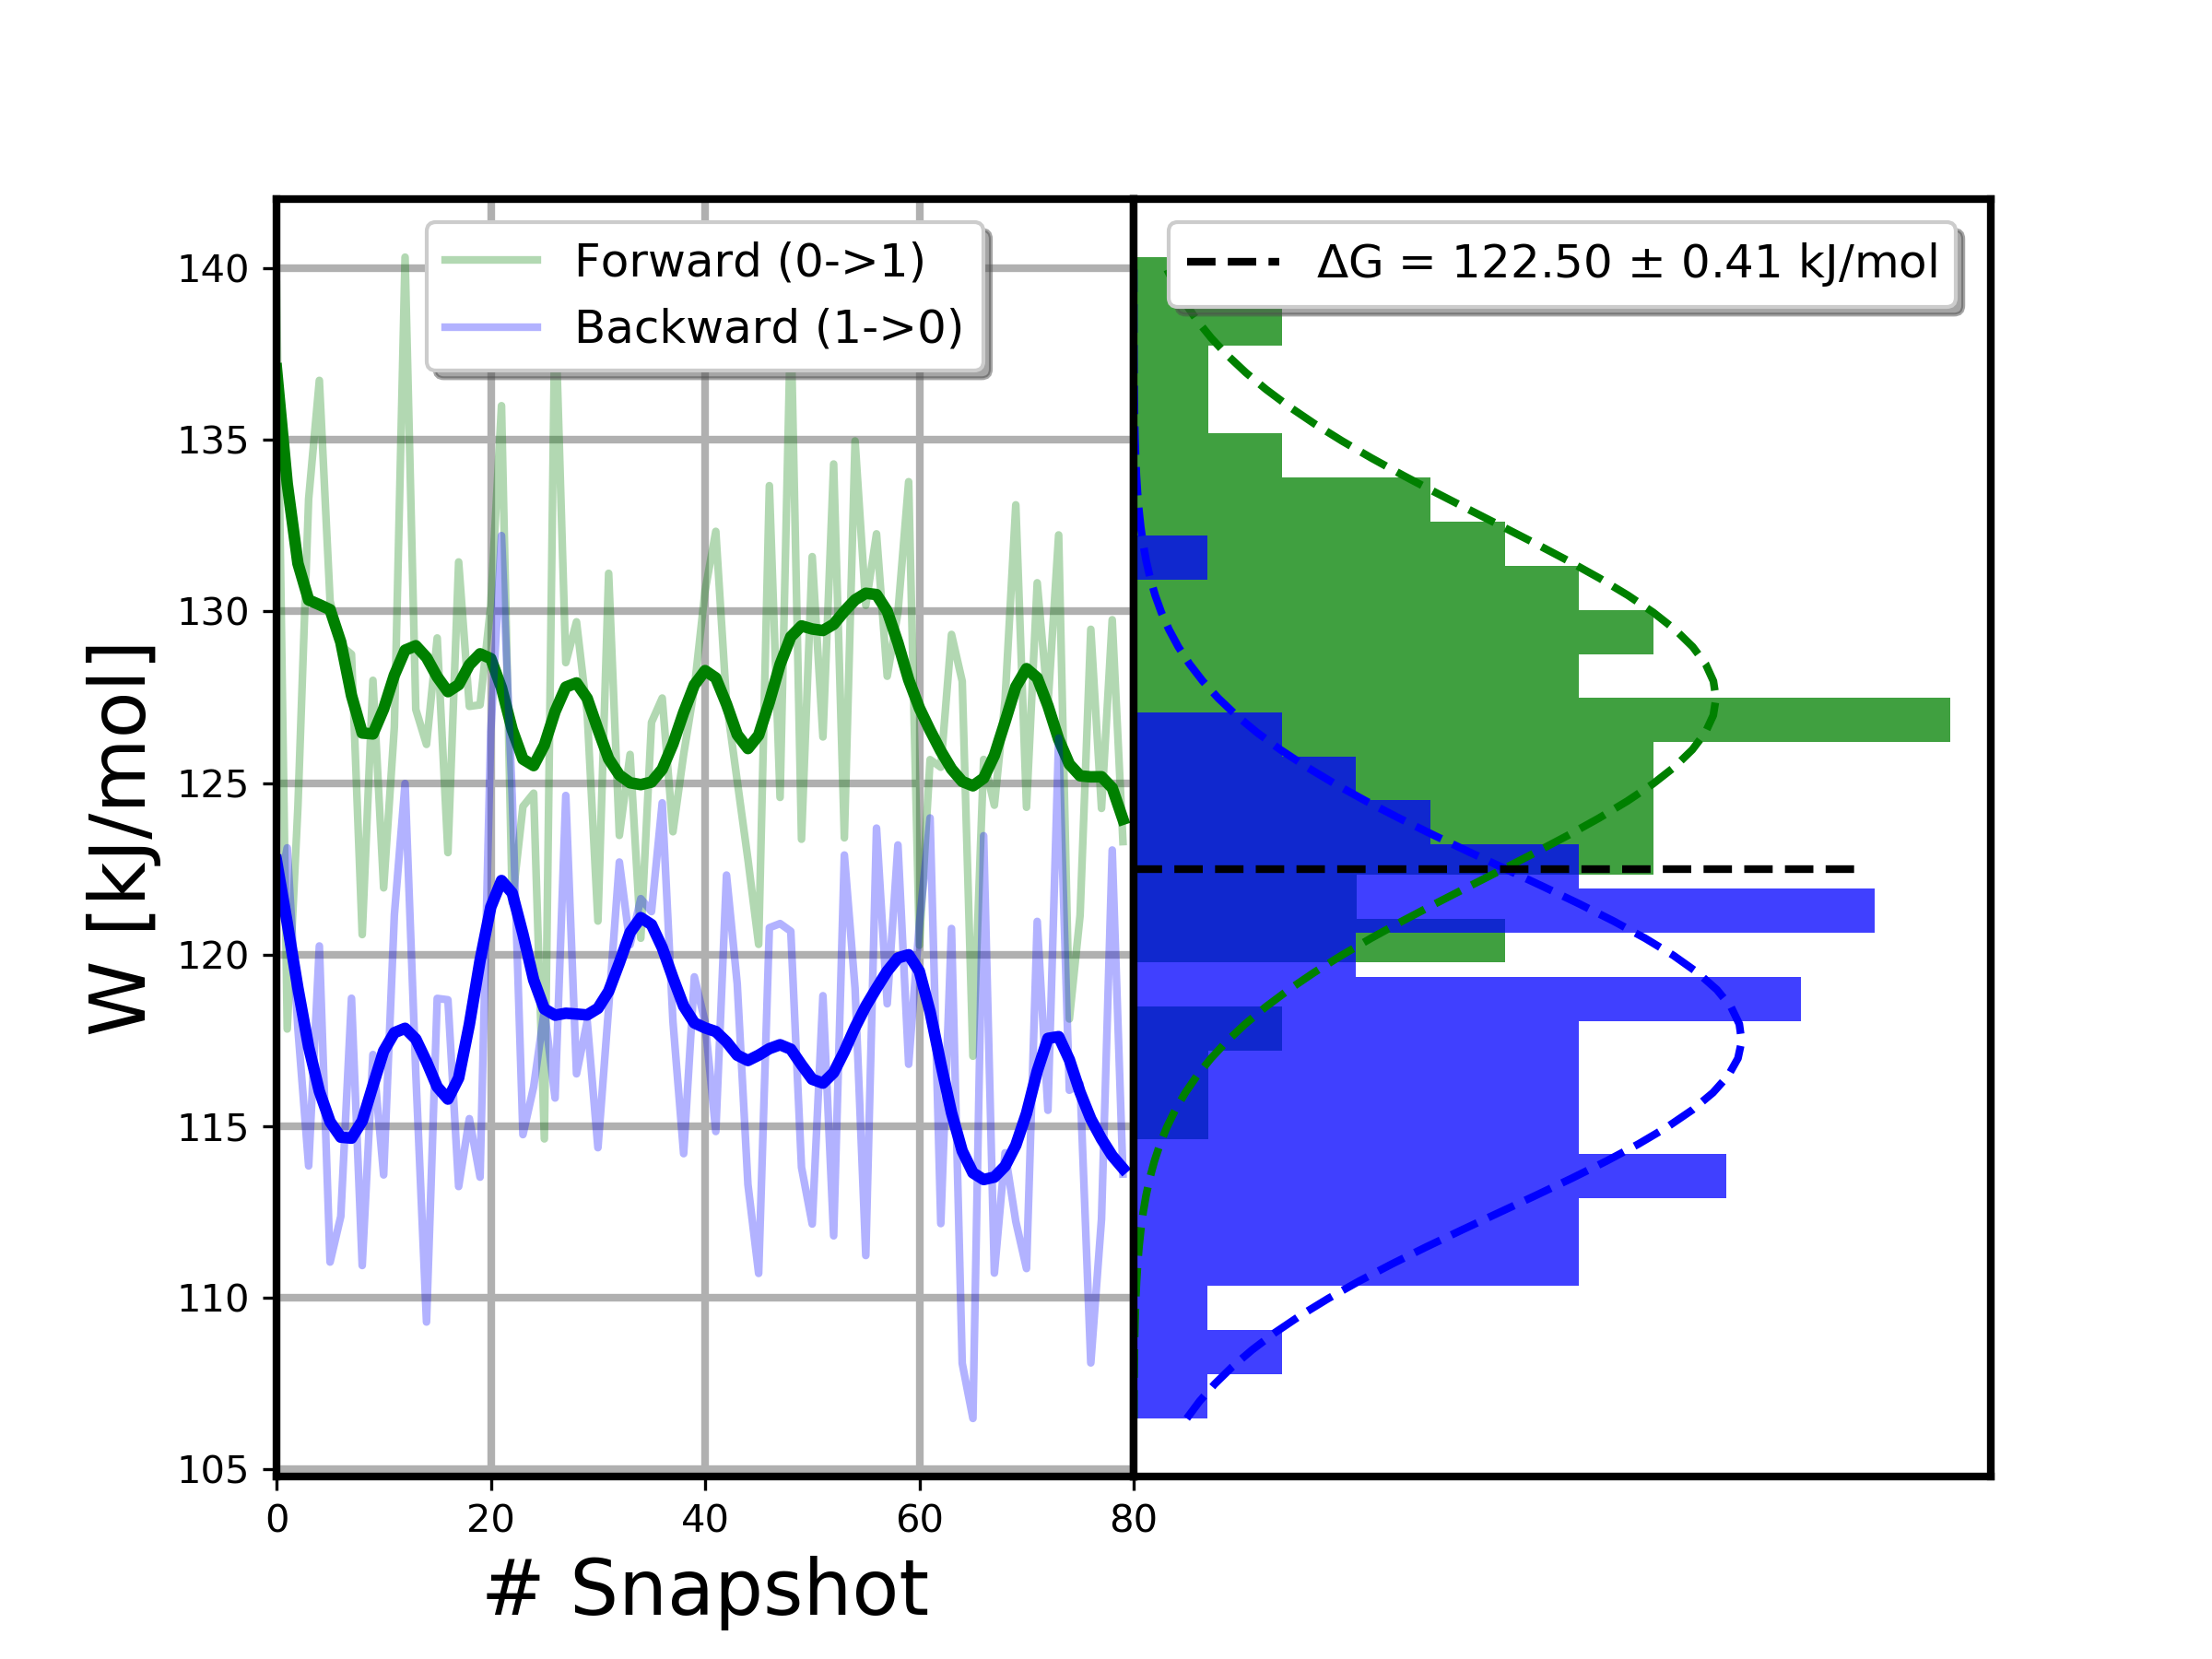 Forward (0->1)
Backward (1->0)
ΔG = 122.50 ± 0.41 kJ/mol
W [kJ/mol]
140
135
130
125
120
115
110
105
0 20 40 60 80
# Snapshot